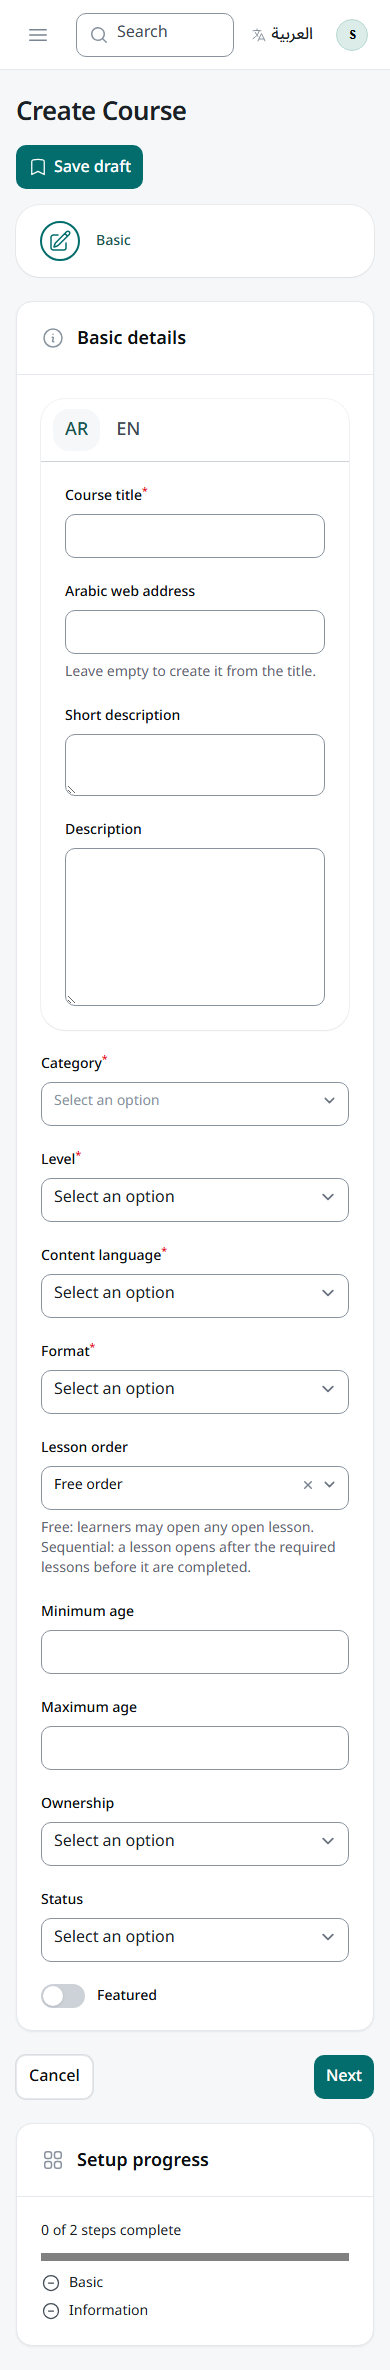 Search
العربية
S
Create Course
Save draft
Basic
Basic details
AR
EN
Course title*
Arabic web address
Leave empty to create it from the title.
Short description
Description
Category*
Select an option
Level*
Select an option
Content language*
Select an option
Format*
Select an option
Lesson order
Free order
Free: learners may open any open lesson.
Sequential: a lesson opens after the required
lessons before it are completed.
Minimum age
Maximum age
Ownership
Select an option
Status
Select an option
Featured
Cancel
Next
Setup progress
0 of 2 steps complete
Basic
Information